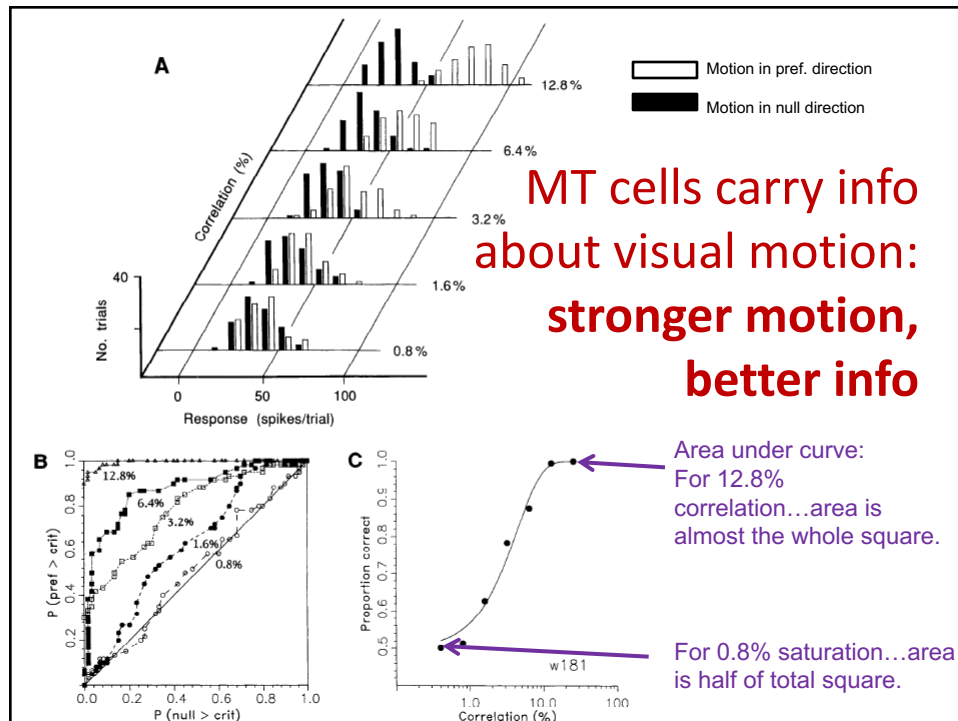 A
Motion in pref. direction
Motion in null direction
12.8%
6.4%
3.2%
1.6%
0.8%
Correlation (%)
40
No. trials
0 50 100
Response (spikes/trial)
MT cells carry info
about visual motion:
stronger motion,
better info
B
1.0
0.8
0.6
0.4
0.2
P (pref > crit)
12.8%
6.4%
3.2%
1.6%
0.8%
0.0 0.2 0.4 0.6 0.8 1.0
P (null > crit)
C
1.0
0.9
0.8
0.7
0.6
0.5
Proportion correct
w181
1.0 10.0 100
Correlation (%)
Area under curve:
For 12.8%
correlation…area is
almost the whole square.
For 0.8% saturation…area
is half of total square.